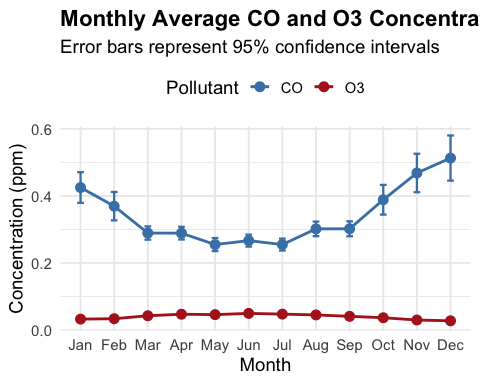 Monthly Average CO and O3 Concentra
Error bars represent 95% confidence intervals
Pollutant CO O3
Concentration (ppm)
0.6
0.4
0.2
0.0
Jan Feb Mar Apr May Jun Jul Aug Sep Oct Nov Dec
Month